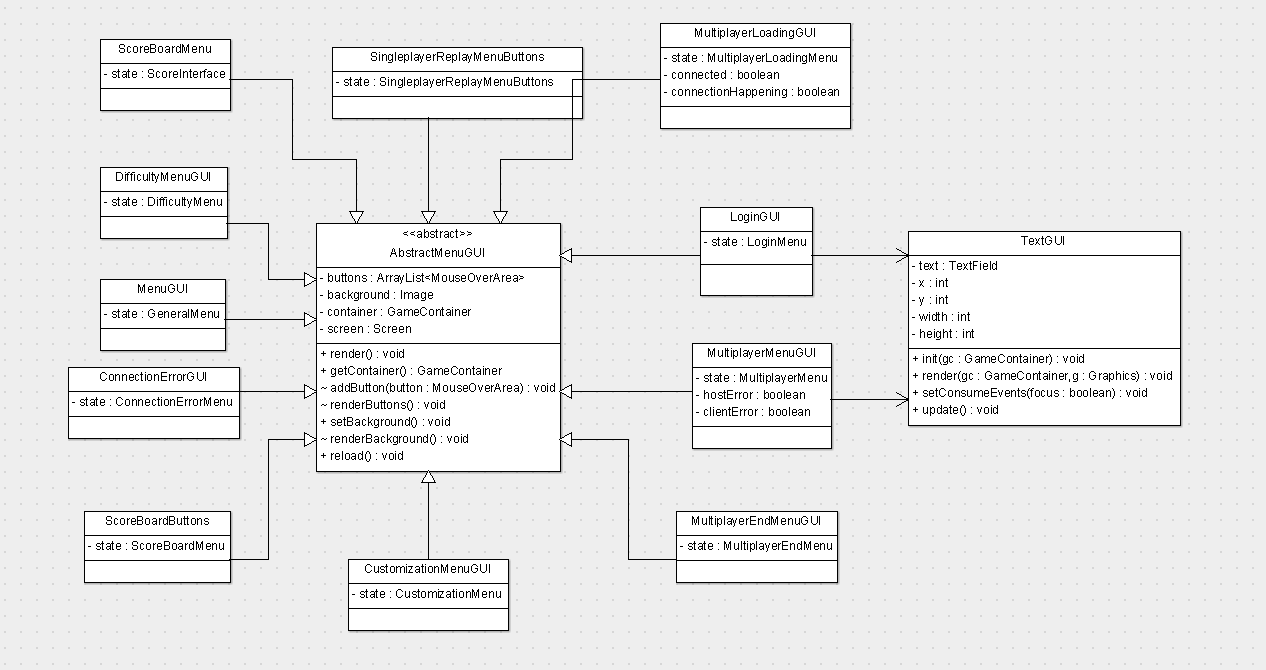 ScoreBoardMenu
- state : ScoreInterface
SingleplayerReplayMenuButtons
- state : SingleplayerReplayMenuButtons
MultiplayerLoadingGUI
- state : MultiplayerLoadingMenu
- connected : boolean
- connectionHappening : boolean
DifficultyMenuGUI
- state : DifficultyMenu
MenuGUI
- state : GeneralMenu
ConnectionErrorGUI
- state : ConnectionErrorMenu
ScoreBoardButtons
- state : ScoreBoardMenu
<<abstract>>
AbstractMenuGUI
- buttons : ArrayList<MouseOverArea>
- background : Image
- container : GameContainer
- screen : Screen
+ render() : void
+ getContainer() : GameContainer
~ addButton(button : MouseOverArea) : void
~ renderButtons() : void
+ setBackground() : void
~ renderBackground() : void
+ reload() : void
CustomizationMenuGUI
- state : CustomizationMenu
LoginGUI
- state : LoginMenu
MultiplayerMenuGUI
- state : MultiplayerMenu
- hostError : boolean
- clientError : boolean
MultiplayerEndMenuGUI
- state : MultiplayerEndMenu
TextGUI
- text : TextField
- x : int
- y : int
- width : int
- height : int
+ init(gc : GameContainer) : void
+ render(gc : GameContainer,g : Graphics) : void
+ setConsumeEvents(focus : boolean) : void
+ update() : void